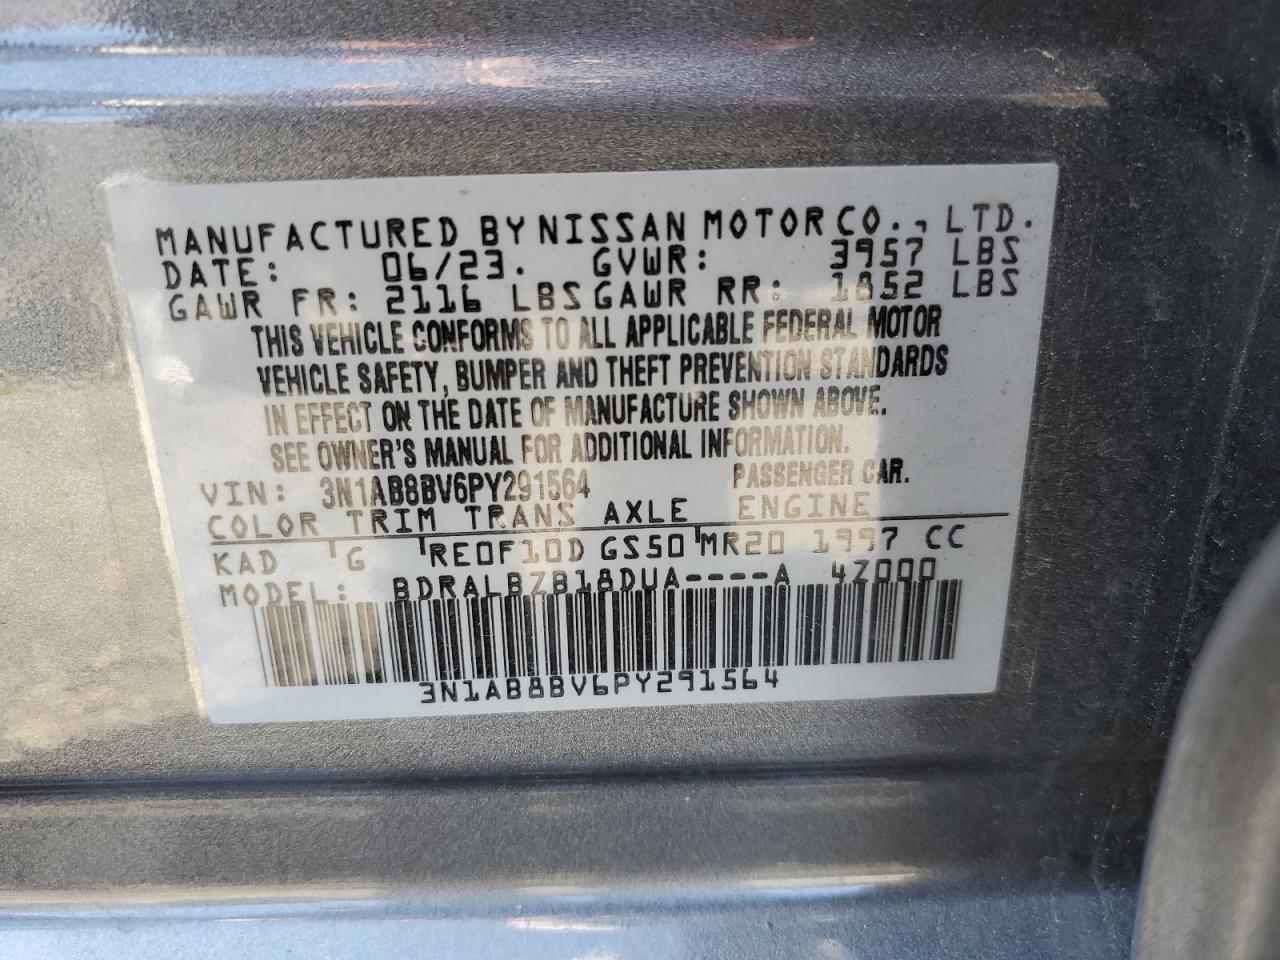 MANUFACTURED BY NISSAN MOTOR CO., LTD.
DATE: 06/23. GVWR: 3957 LBS
GAWR FR: 2116 LBS GAWR RR: 1852 LBS
THIS VEHICLE CONFORMS TO ALL APPLICABLE FEDERAL MOTOR
VEHICLE SAFETY, BUMPER AND THEFT PREVENTION STANDARDS
IN EFFECT ON THE DATE OF MANUFACTURE SHOWN ABOVE.
SEE OWNER'S MANUAL FOR ADDITIONAL INFORMATION.
VIN: 3N1AB8BV6PY291564 PASSENGER CAR.
COLOR TRIM TRANS AXLE ENGINE
KAD G RE0F10D GS50 MR20 1997 CC
MODEL: BDRALBZB18DUA----A 4Z000
3N1AB8BV6PY291564